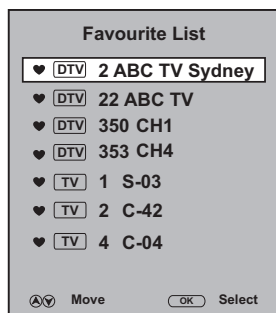 Favourite List
DTV 2 ABC TV Sydney
DTV 22 ABC TV
DTV 350 CH1
DTV 353 CH4
TV 1 S-03
TV 2 C-42
TV 4 C-04
Move OK Select